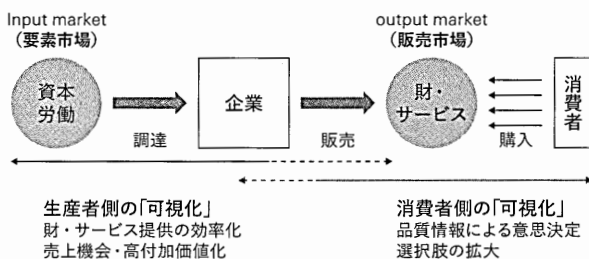 Input market
（要素市場）
output market
（販売市場）
資本
労働
調達
企業
販売
財・
サービス
購入
消費者
生産者側の「可視化」
財・サービス提供の効率化
売上機会・高付加価値化
消費者側の「可視化」
品質情報による意思決定
選択肢の拡大